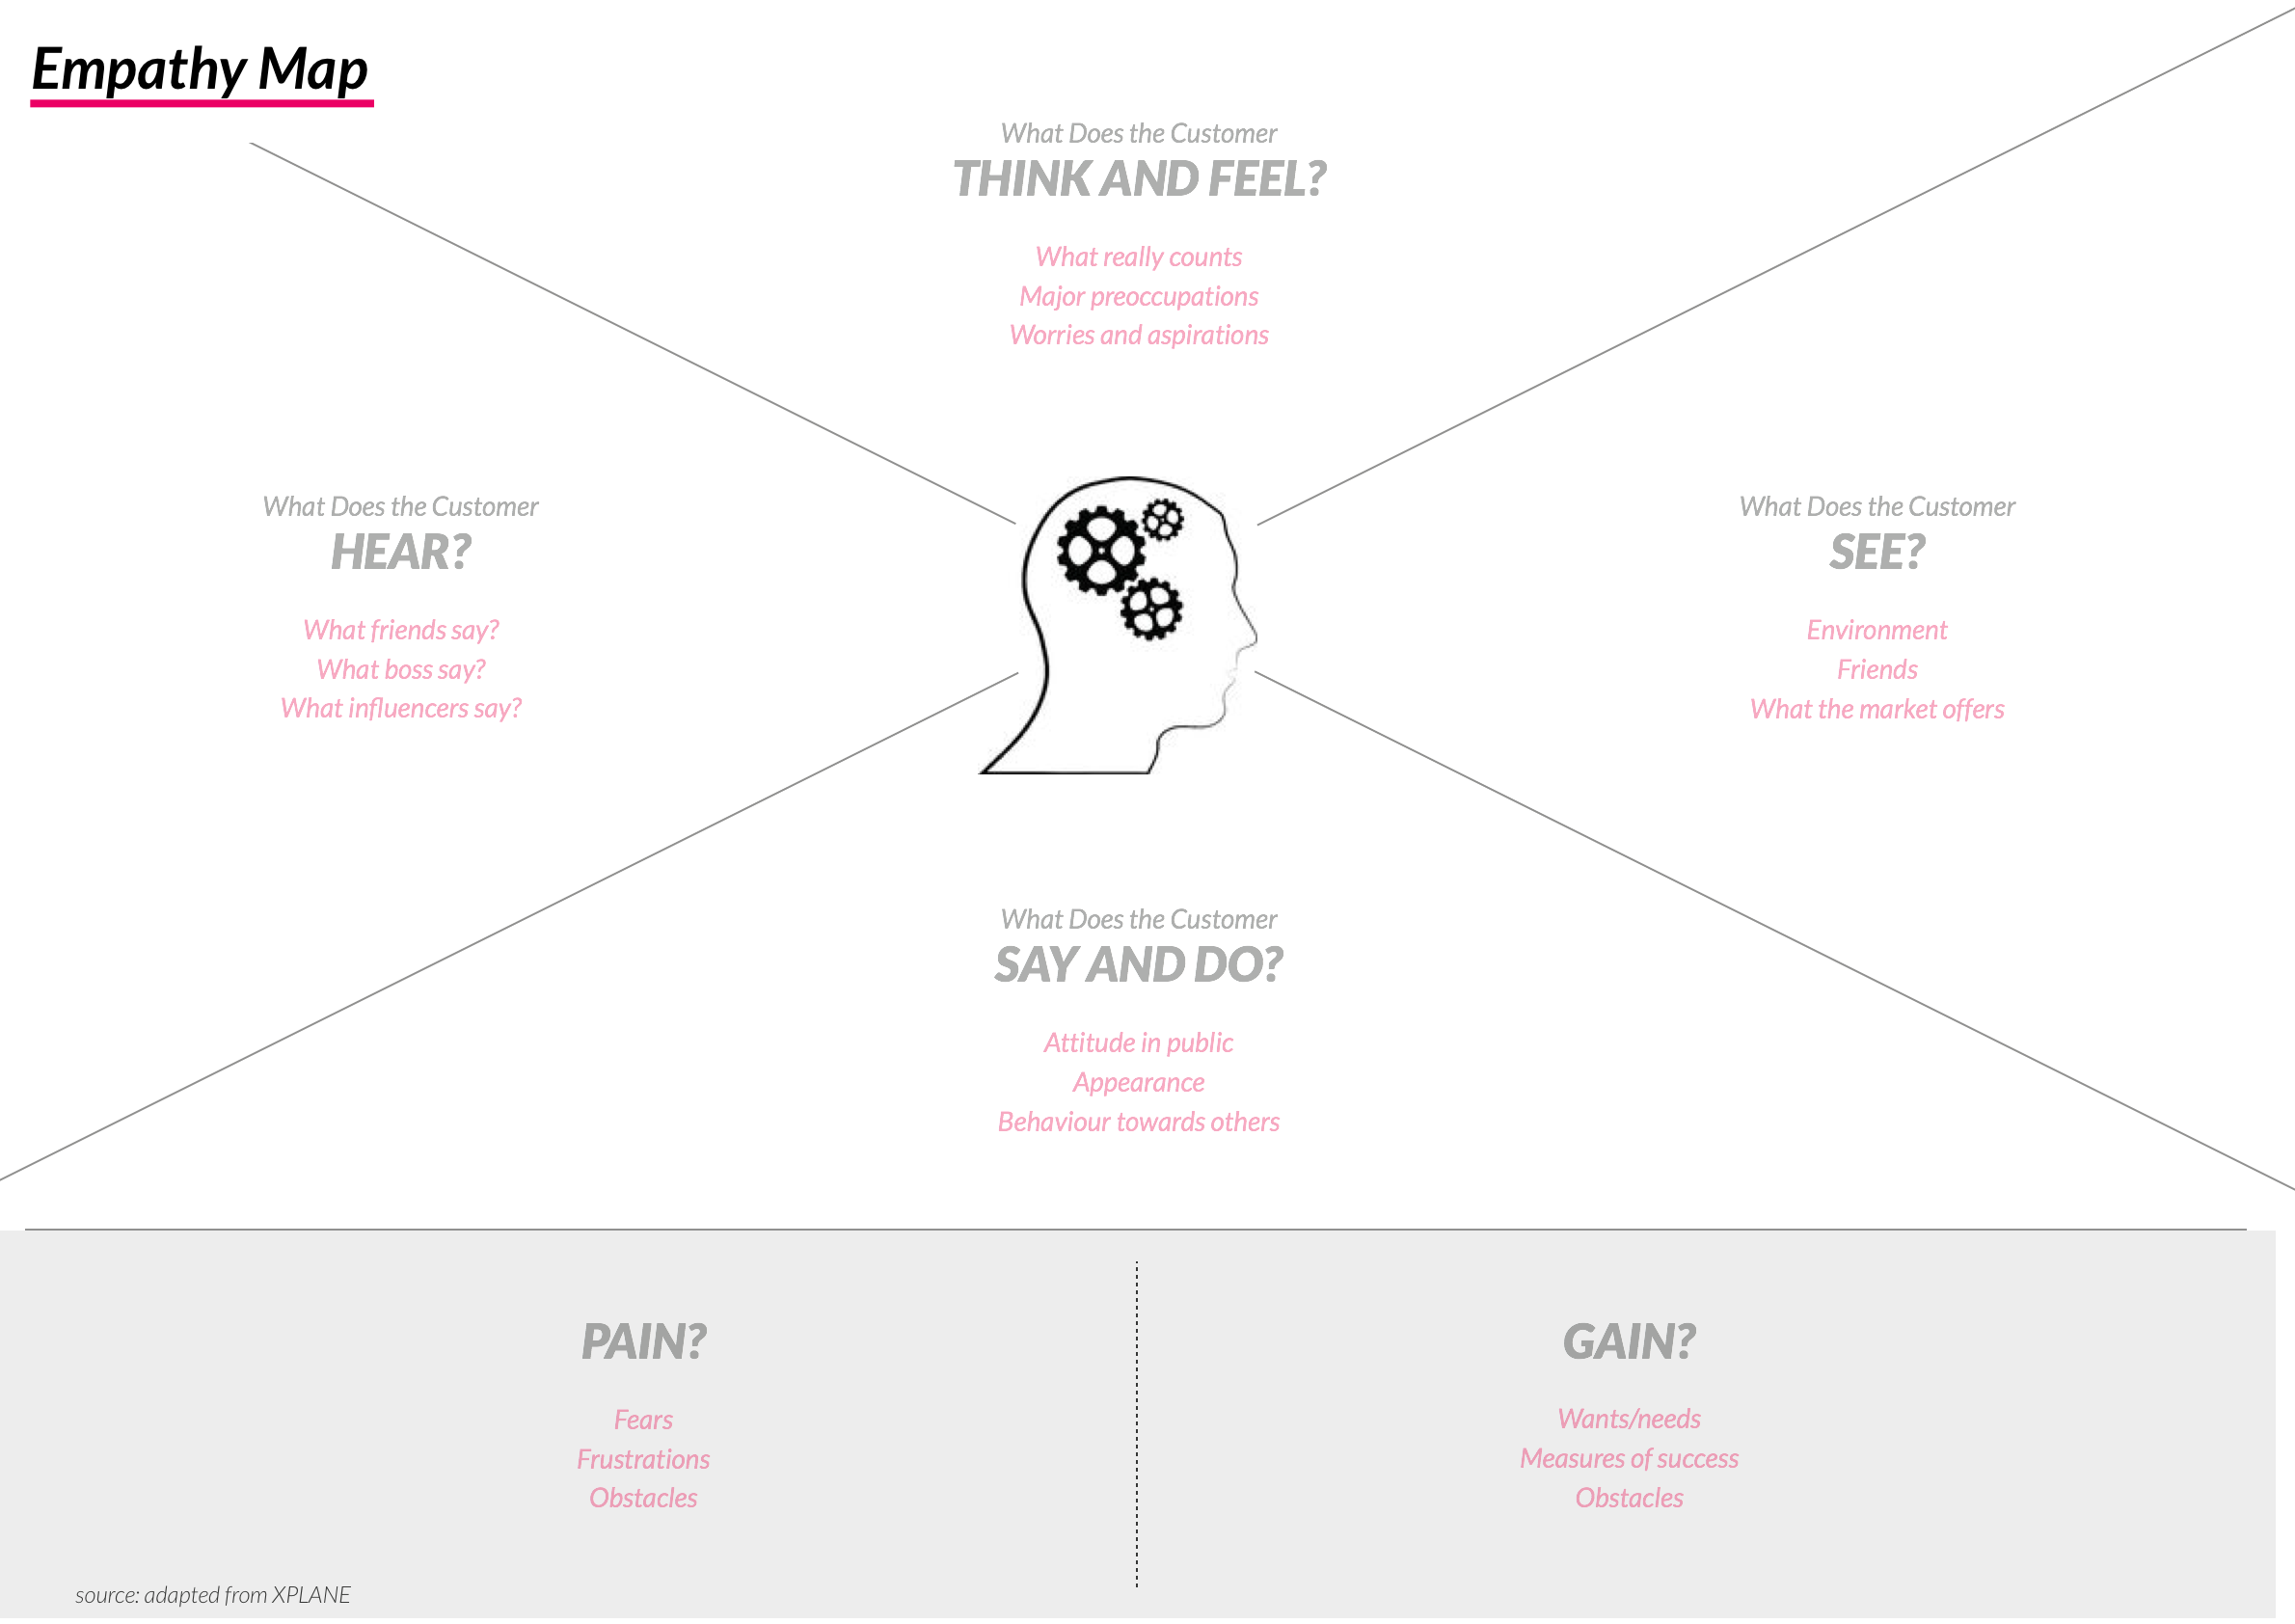 Empathy Map
What Does the Customer
THINK AND FEEL?
What really counts
Major preoccupations
Worries and aspirations
What Does the Customer
HEAR?
What friends say?
What boss say?
What influencers say?
What Does the Customer
SEE?
Environment
Friends
What the market offers
What Does the Customer
SAY AND DO?
Attitude in public
Appearance
Behaviour towards others
PAIN?
Fears
Frustrations
Obstacles
GAIN?
Wants/needs
Measures of success
Obstacles
source: adapted from XPLANE